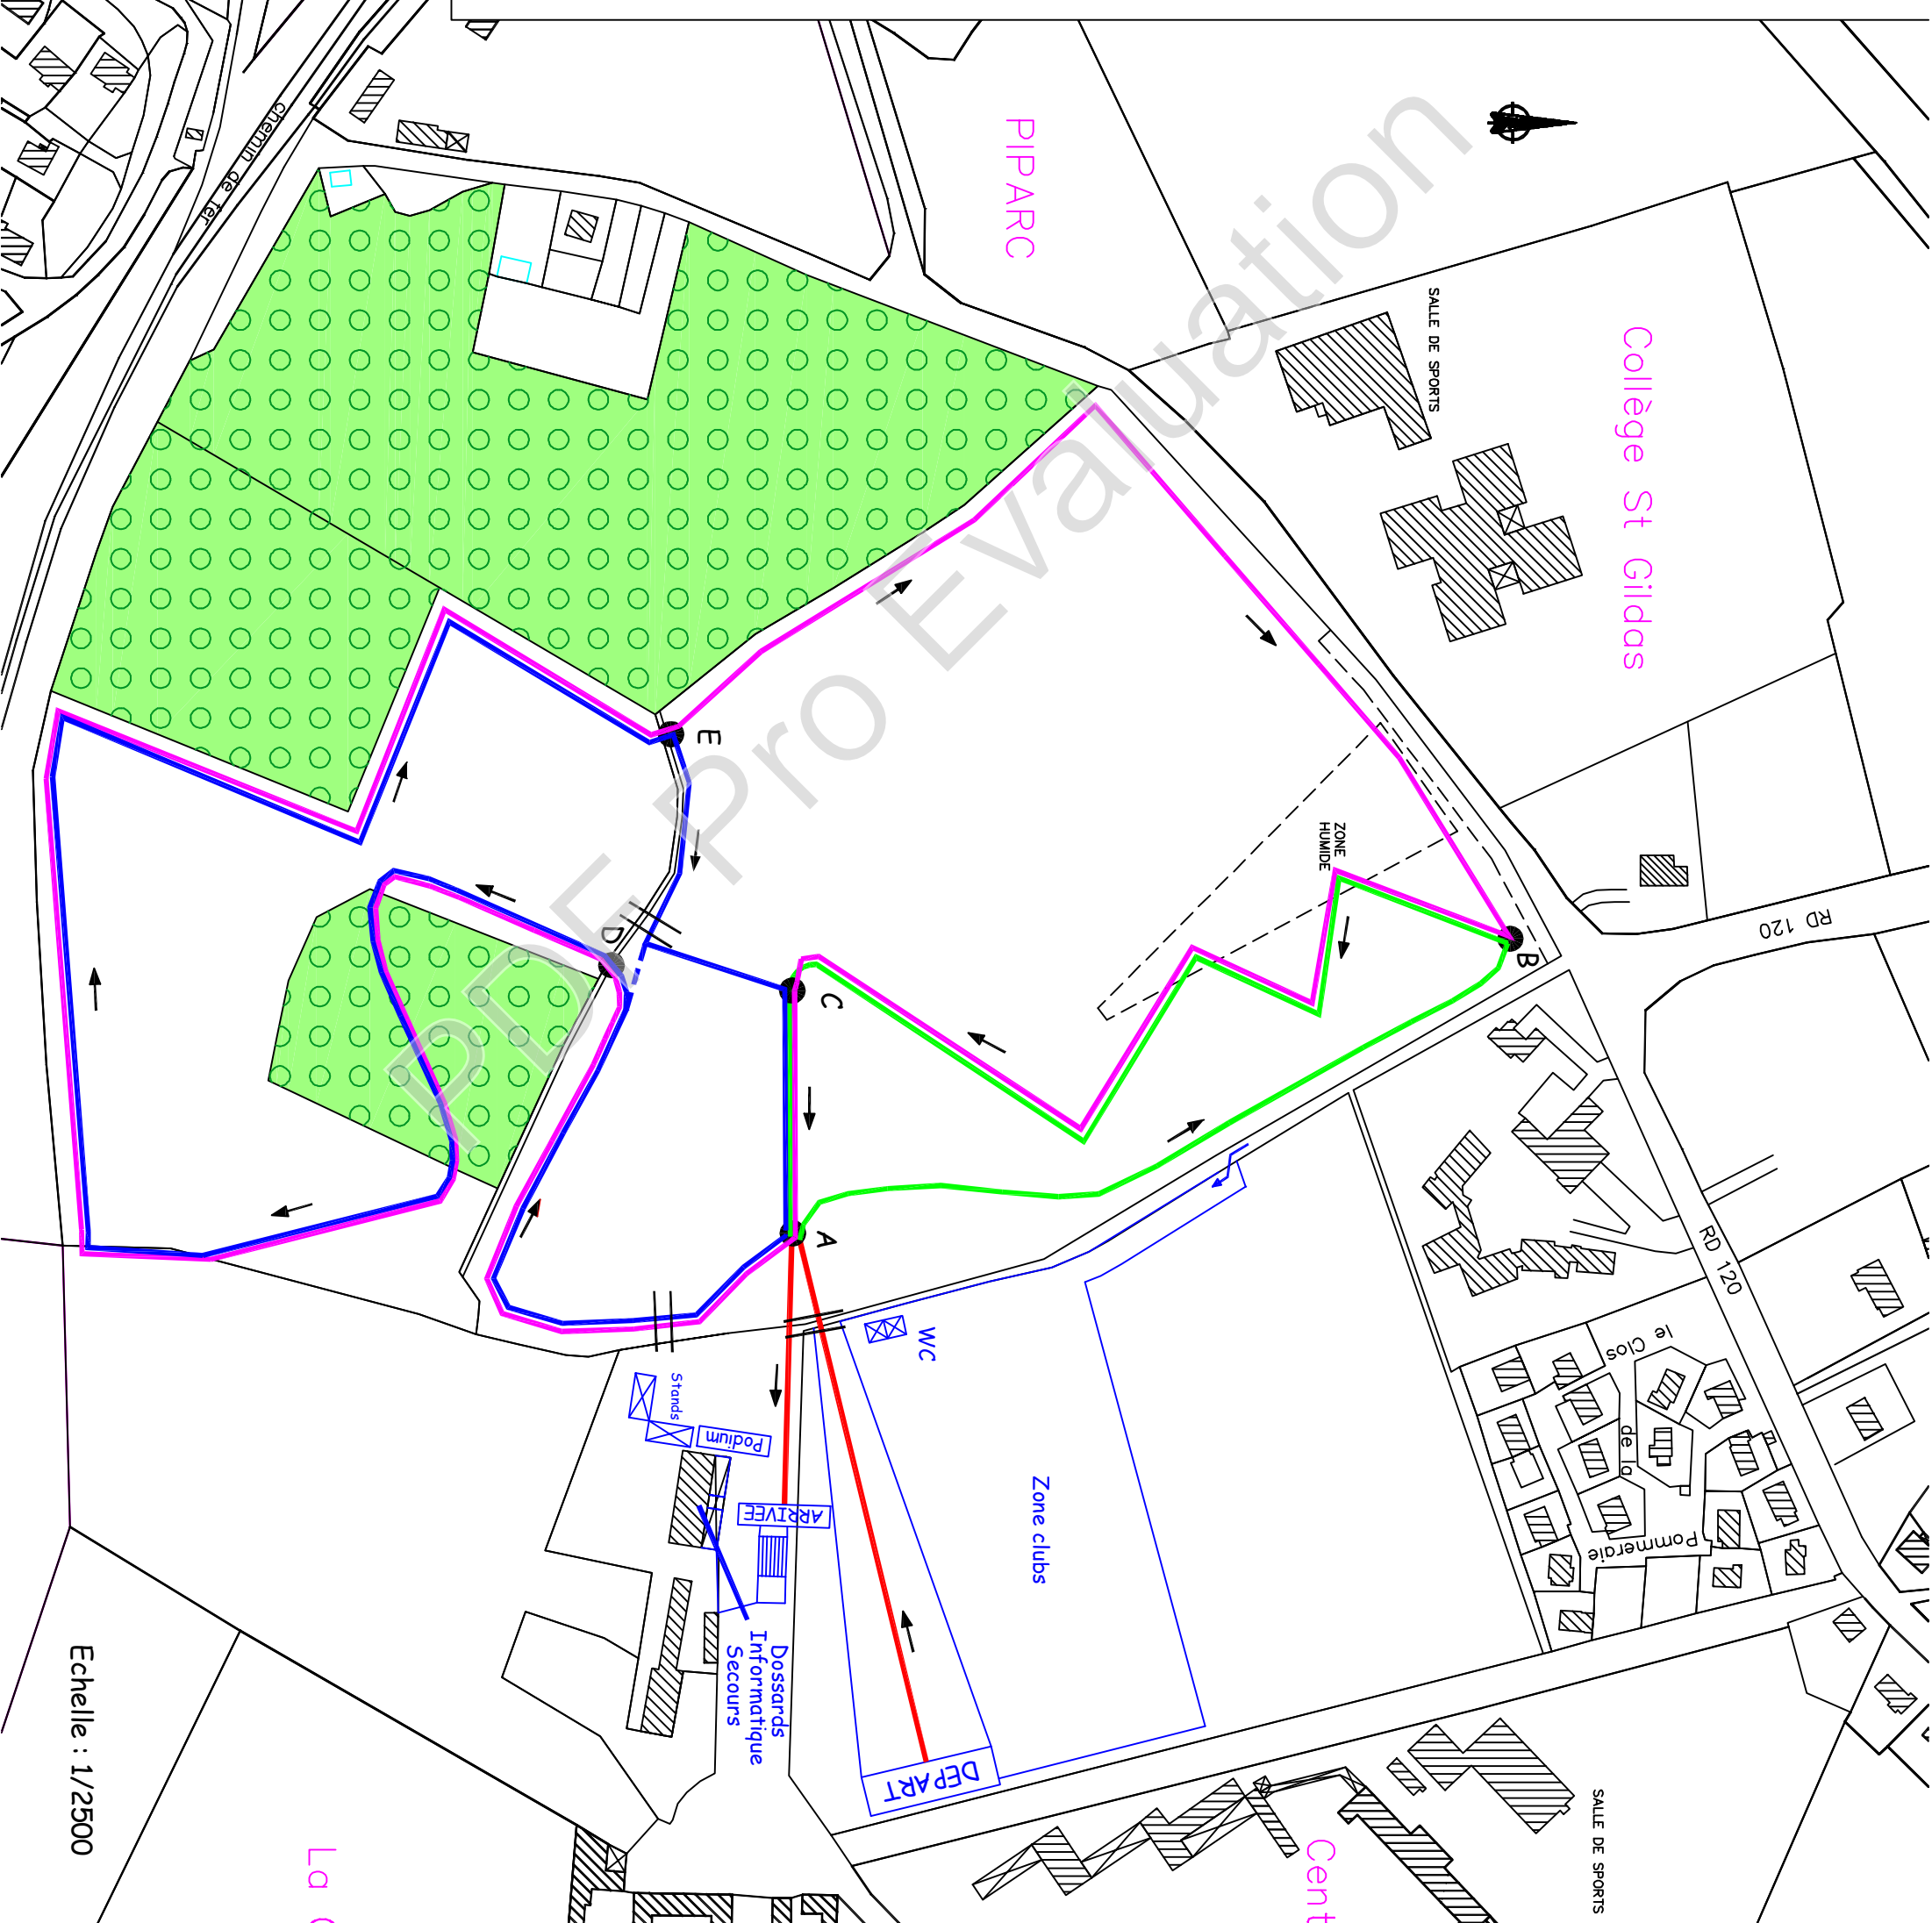 PIPARC
Collège St Gildas
SALLE DE SPORTS
chemin de fer
RD 120
ZONE
HUMIDE
E
D
C
B
A
RD 120
le Clos
de la
Pommeraie
WC
Stands
Podium
ARRIVEE
Zone clubs
Dossards
Informatique
Secours
DEPART
Echelle : 1/2500
La
Cent
SALLE DE SPORTS
PDF Pro Evaluation